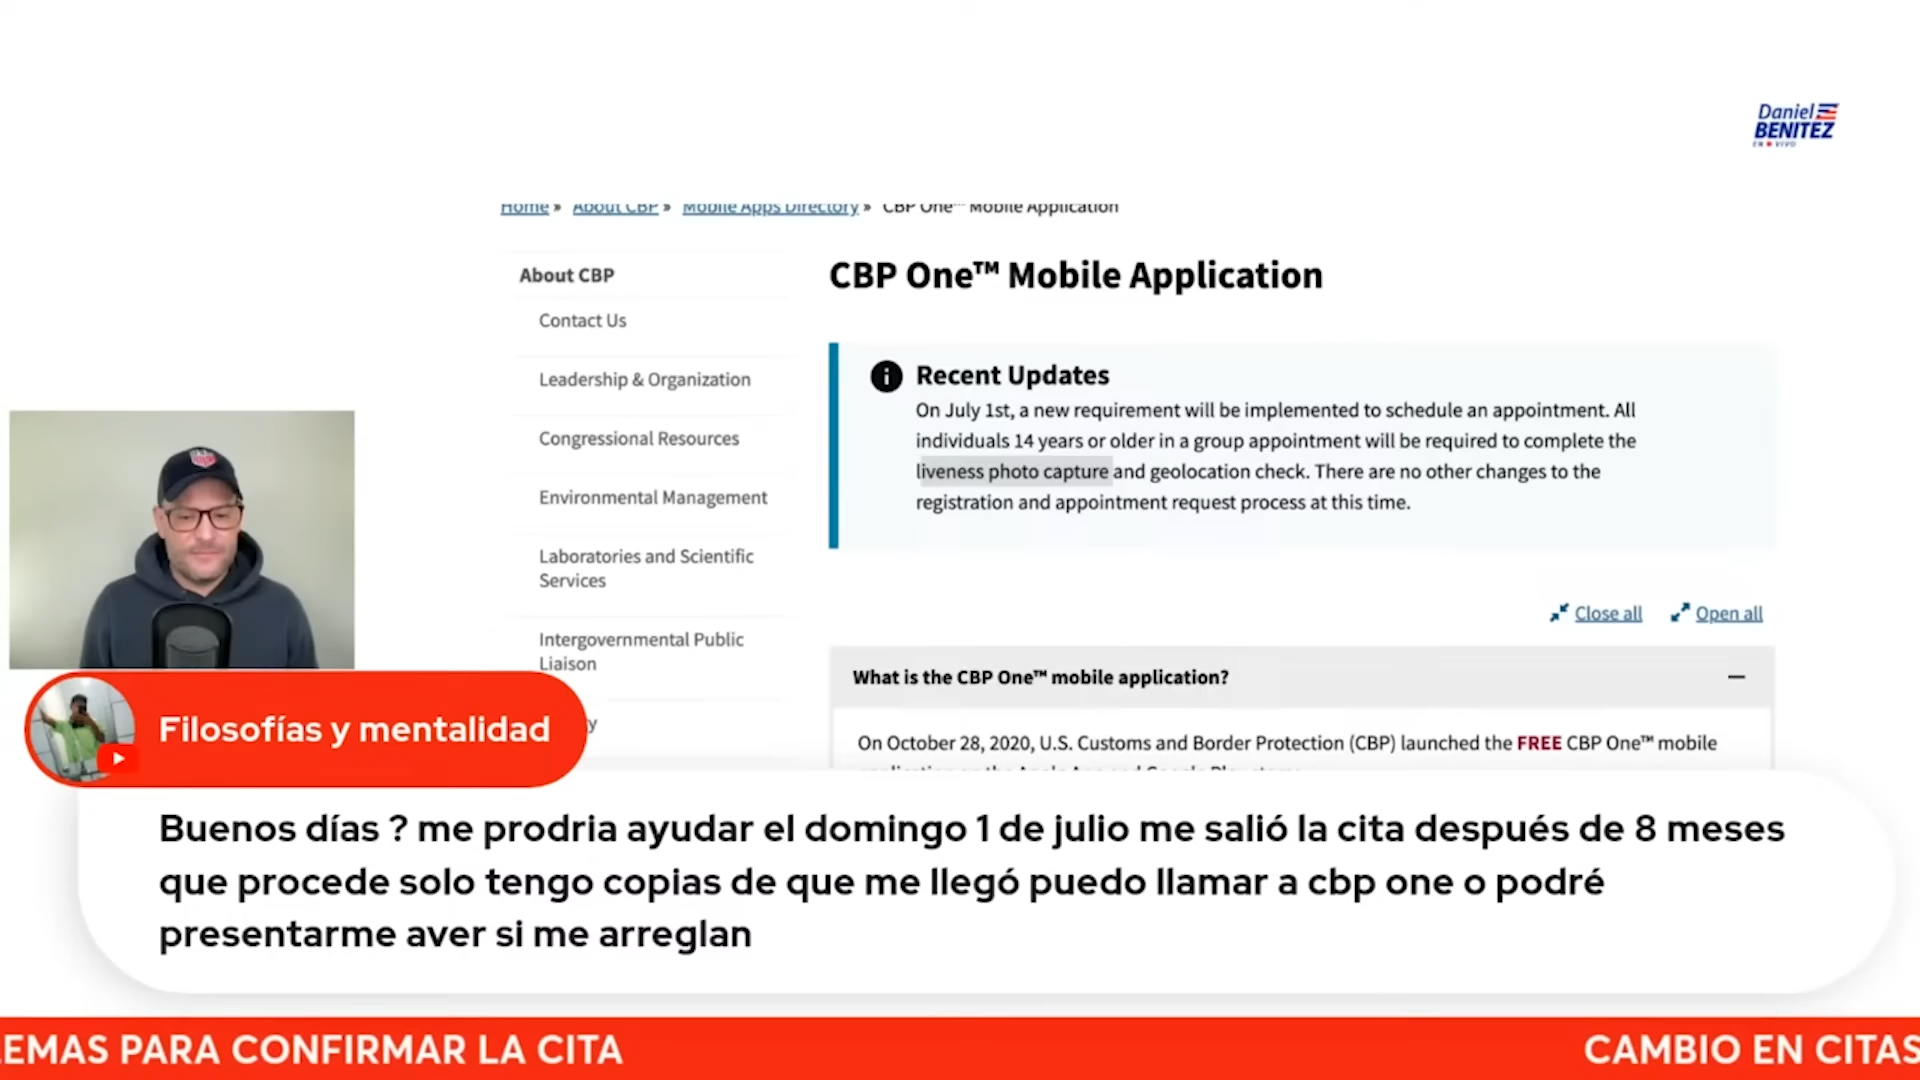 Daniel
BENITEZ
EN VIVO
Home » About CBP » Mobile Apps Directory » CBP One™ Mobile Application
About CBP
Contact Us
Leadership & Organization
Congressional Resources
Environmental Management
Laboratories and Scientific
Services
Intergovernmental Public
Liaison
CBP One™ Mobile Application
Recent Updates
On July 1st, a new requirement will be implemented to schedule an appointment. All
individuals 14 years or older in a group appointment will be required to complete the
liveness photo capture and geolocation check. There are no other changes to the
registration and appointment request process at this time.
Close all
Open all
What is the CBP One™ mobile application?
On October 28, 2020, U.S. Customs and Border Protection (CBP) launched the FREE CBP One™ mobile
Filosofías y mentalidad
Buenos días ? me prodria ayudar el domingo 1 de julio me salió la cita después de 8 meses
que procede solo tengo copias de que me llegó puedo llamar a cbp one o podré
presentarme aver si me arreglan
LEMAS PARA CONFIRMAR LA CITA
CAMBIO EN CITAS